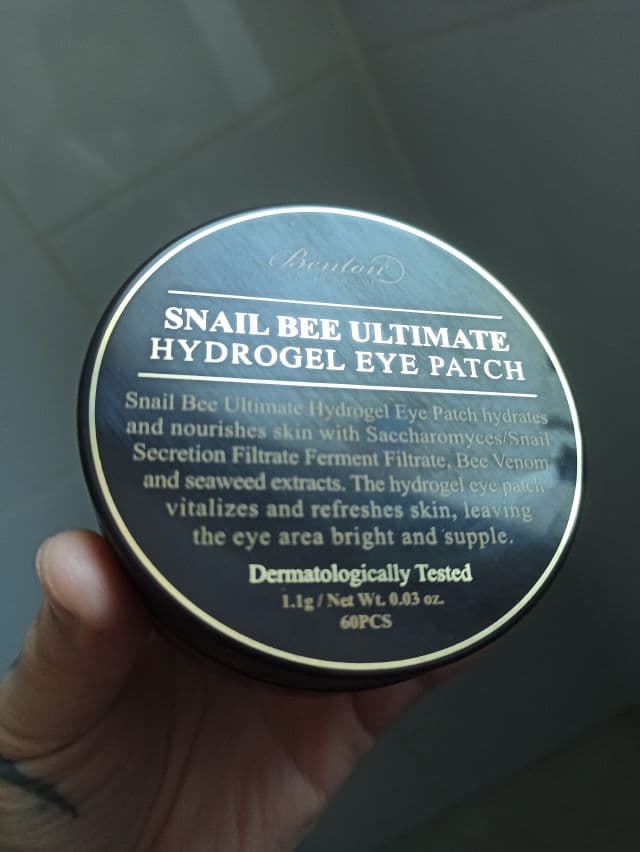 Benton
SNAIL BEE ULTIMATE
HYDROGEL EYE PATCH
Snail Bee Ultimate Hydrogel Eye Patch hydrates
and nourishes skin with Saccharomyces/Snail
Secretion Filtrate Ferment Filtrate, Bee Venom
and seaweed extracts. The hydrogel eye patch
vitalizes and refreshes skin, leaving
the eye area bright and supple.
Dermatologically Tested
1.1g / Net Wt. 0.03 oz.
60PCS